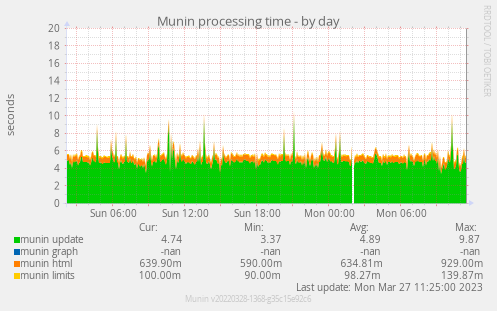 Munin processing time - by day
RRDTOOL / TOBI OETIKER
seconds
20
18
16
14
12
10
8
6
4
2
0
Sun 06:00 Sun 12:00 Sun 18:00 Mon 00:00 Mon 06:00
Cur: Min: Avg: Max:
munin update 4.74 3.37 4.89 9.87
munin graph -nan -nan -nan -nan
munin html 639.90m 590.00m 634.81m 929.00m
munin limits 100.00m 90.00m 98.27m 139.87m
Last update: Mon Mar 27 11:25:00 2023
Munin v20220328-1368-g35c15e92c6